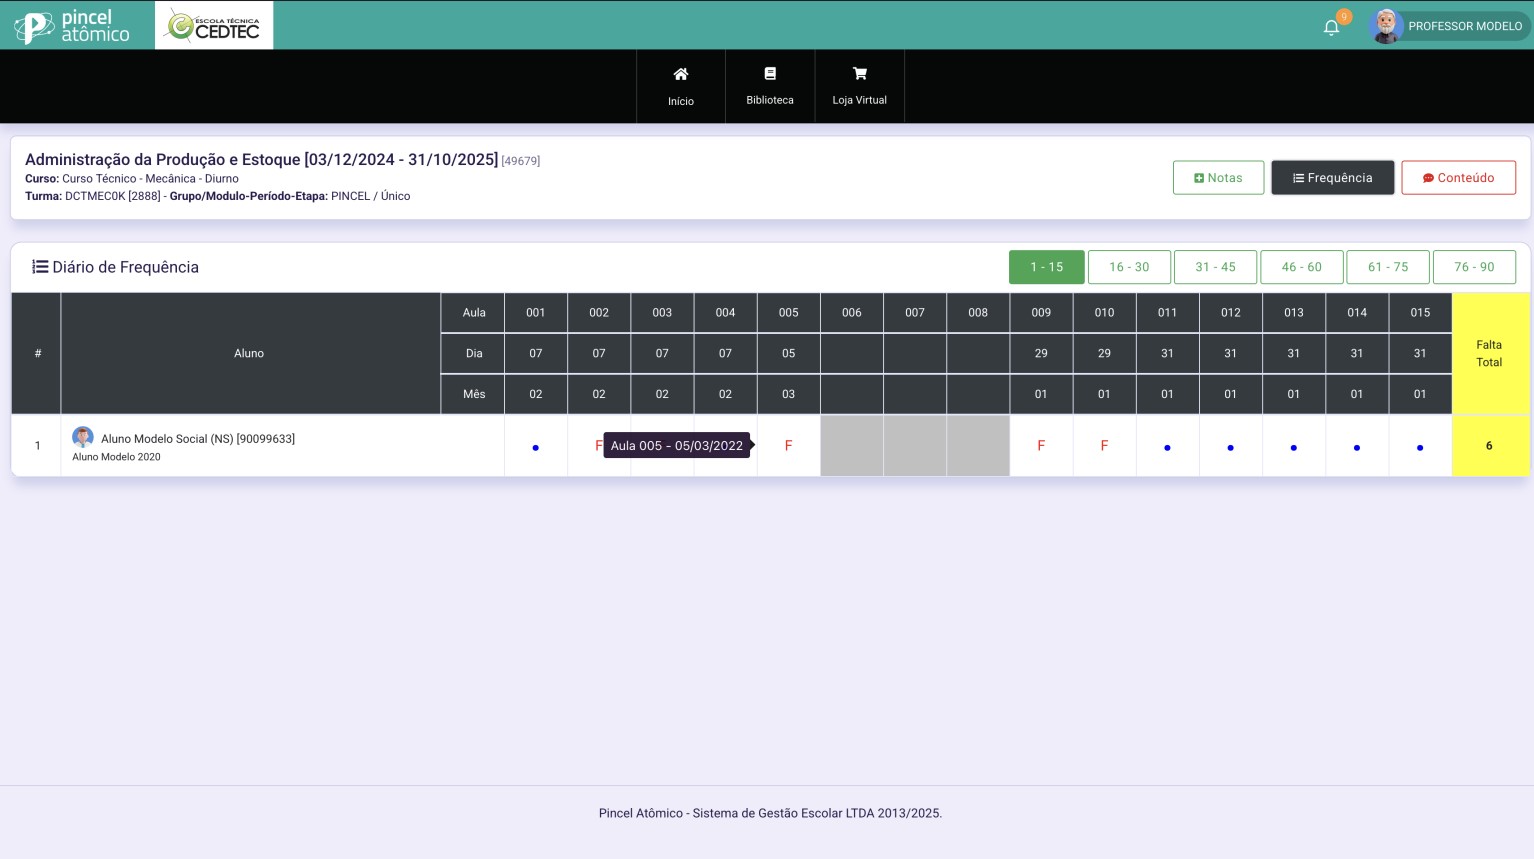 pincel
atômico
ESCOLA TÉCNICA
CEDTEC
9
PROFESSOR MODELO
Início
Biblioteca
Loja Virtual
Administração da Produção e Estoque [03/12/2024 - 31/10/2025] [49679]
Curso: Curso Técnico - Mecânica - Diurno
Turma: DCTMEC0K [2888] - Grupo/Modulo-Período-Etapa: PINCEL / Único
Notas
Frequência
Conteúdo
Diário de Frequência
1 - 15
16 - 30
31 - 45
46 - 60
61 - 75
76 - 90
# Aluno
Aula 001 002 003 004 005 006 007 008 009 010 011 012 013 014 015
Dia 07 07 07 07 05 29 29 31 31 31 31 31
Mês 02 02 02 02 03 01 01 01 01 01 01 01
Falta
Total
1 Aluno Modelo Social (NS) [90099633]
Aluno Modelo 2020
• F Aula 005 - 05/03/2022 F F F • • • • • 6
Pincel Atômico - Sistema de Gestão Escolar LTDA 2013/2025.